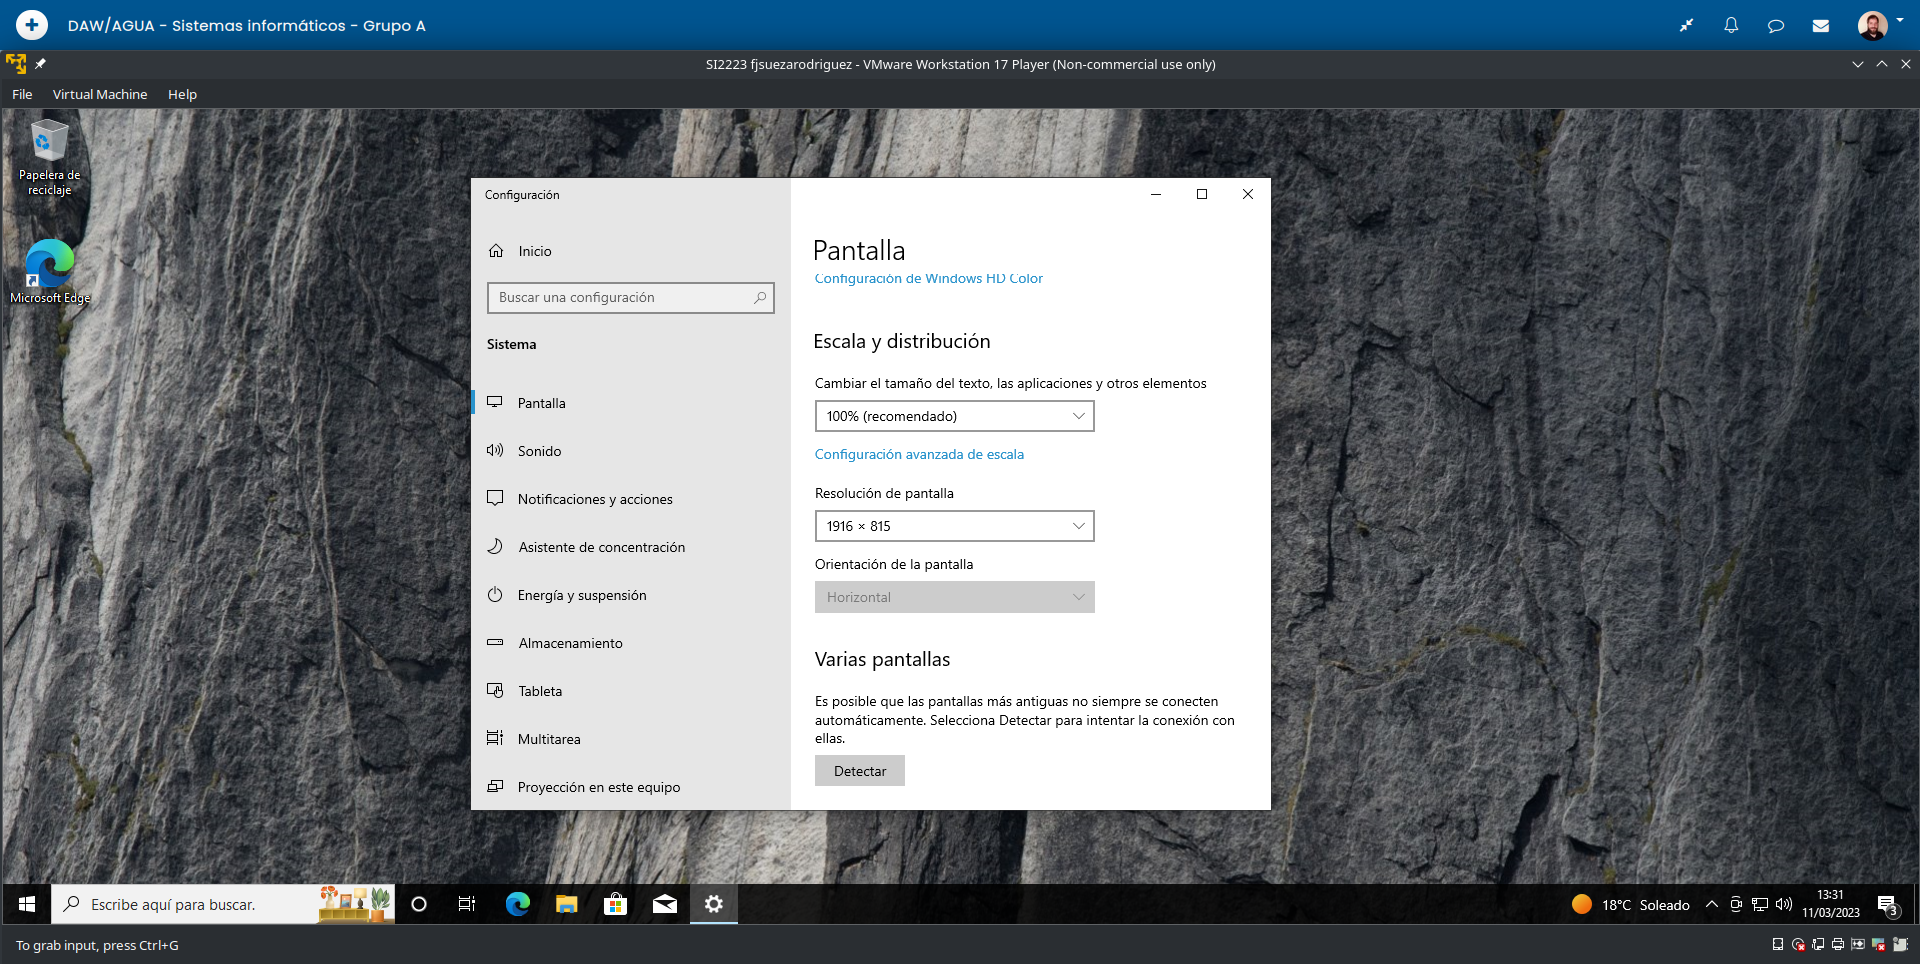 DAW/AGUA - Sistemas informáticos - Grupo A
SI2223 fjsuezarodriguez - VMware Workstation 17 Player (Non-commercial use only)
File Virtual Machine Help
Papelera de
reciclaje
Microsoft Edge
Configuración
Inicio
Buscar una configuración
Sistema
Pantalla
Sonido
Notificaciones y acciones
Asistente de concentración
Energía y suspensión
Almacenamiento
Tableta
Multitarea
Proyección en este equipo
Pantalla
Configuración de Windows HD Color
Escala y distribución
Cambiar el tamaño del texto, las aplicaciones y otros elementos
100% (recomendado)
Configuración avanzada de escala
Resolución de pantalla
1916 × 815
Orientación de la pantalla
Horizontal
Varias pantallas
Es posible que las pantallas más antiguas no siempre se conecten
automáticamente. Selecciona Detectar para intentar la conexión con
ellas.
Detectar
Escribe aquí para buscar.
18°C Soleado
13:31
11/03/2023
3
To grab input, press Ctrl+G